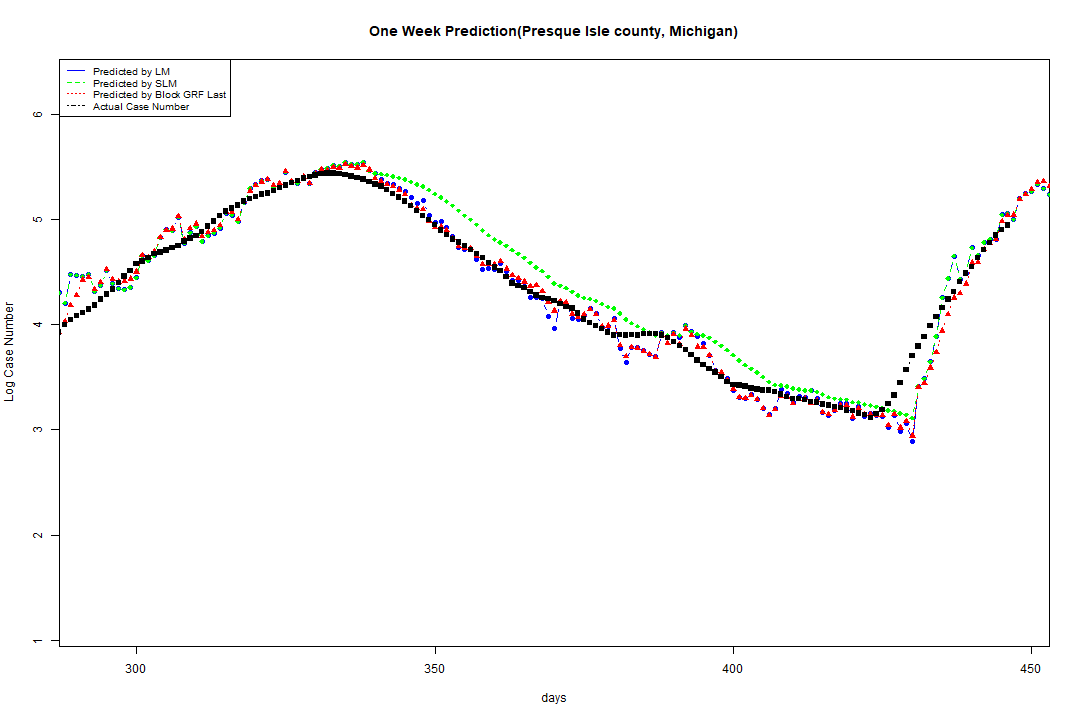 One Week Prediction(Presque Isle county, Michigan)
Predicted by LM
Predicted by SLM
Predicted by Block GRF Last
Actual Case Number
Log Case Number
6
5
4
3
2
1
300
350
400
450
days